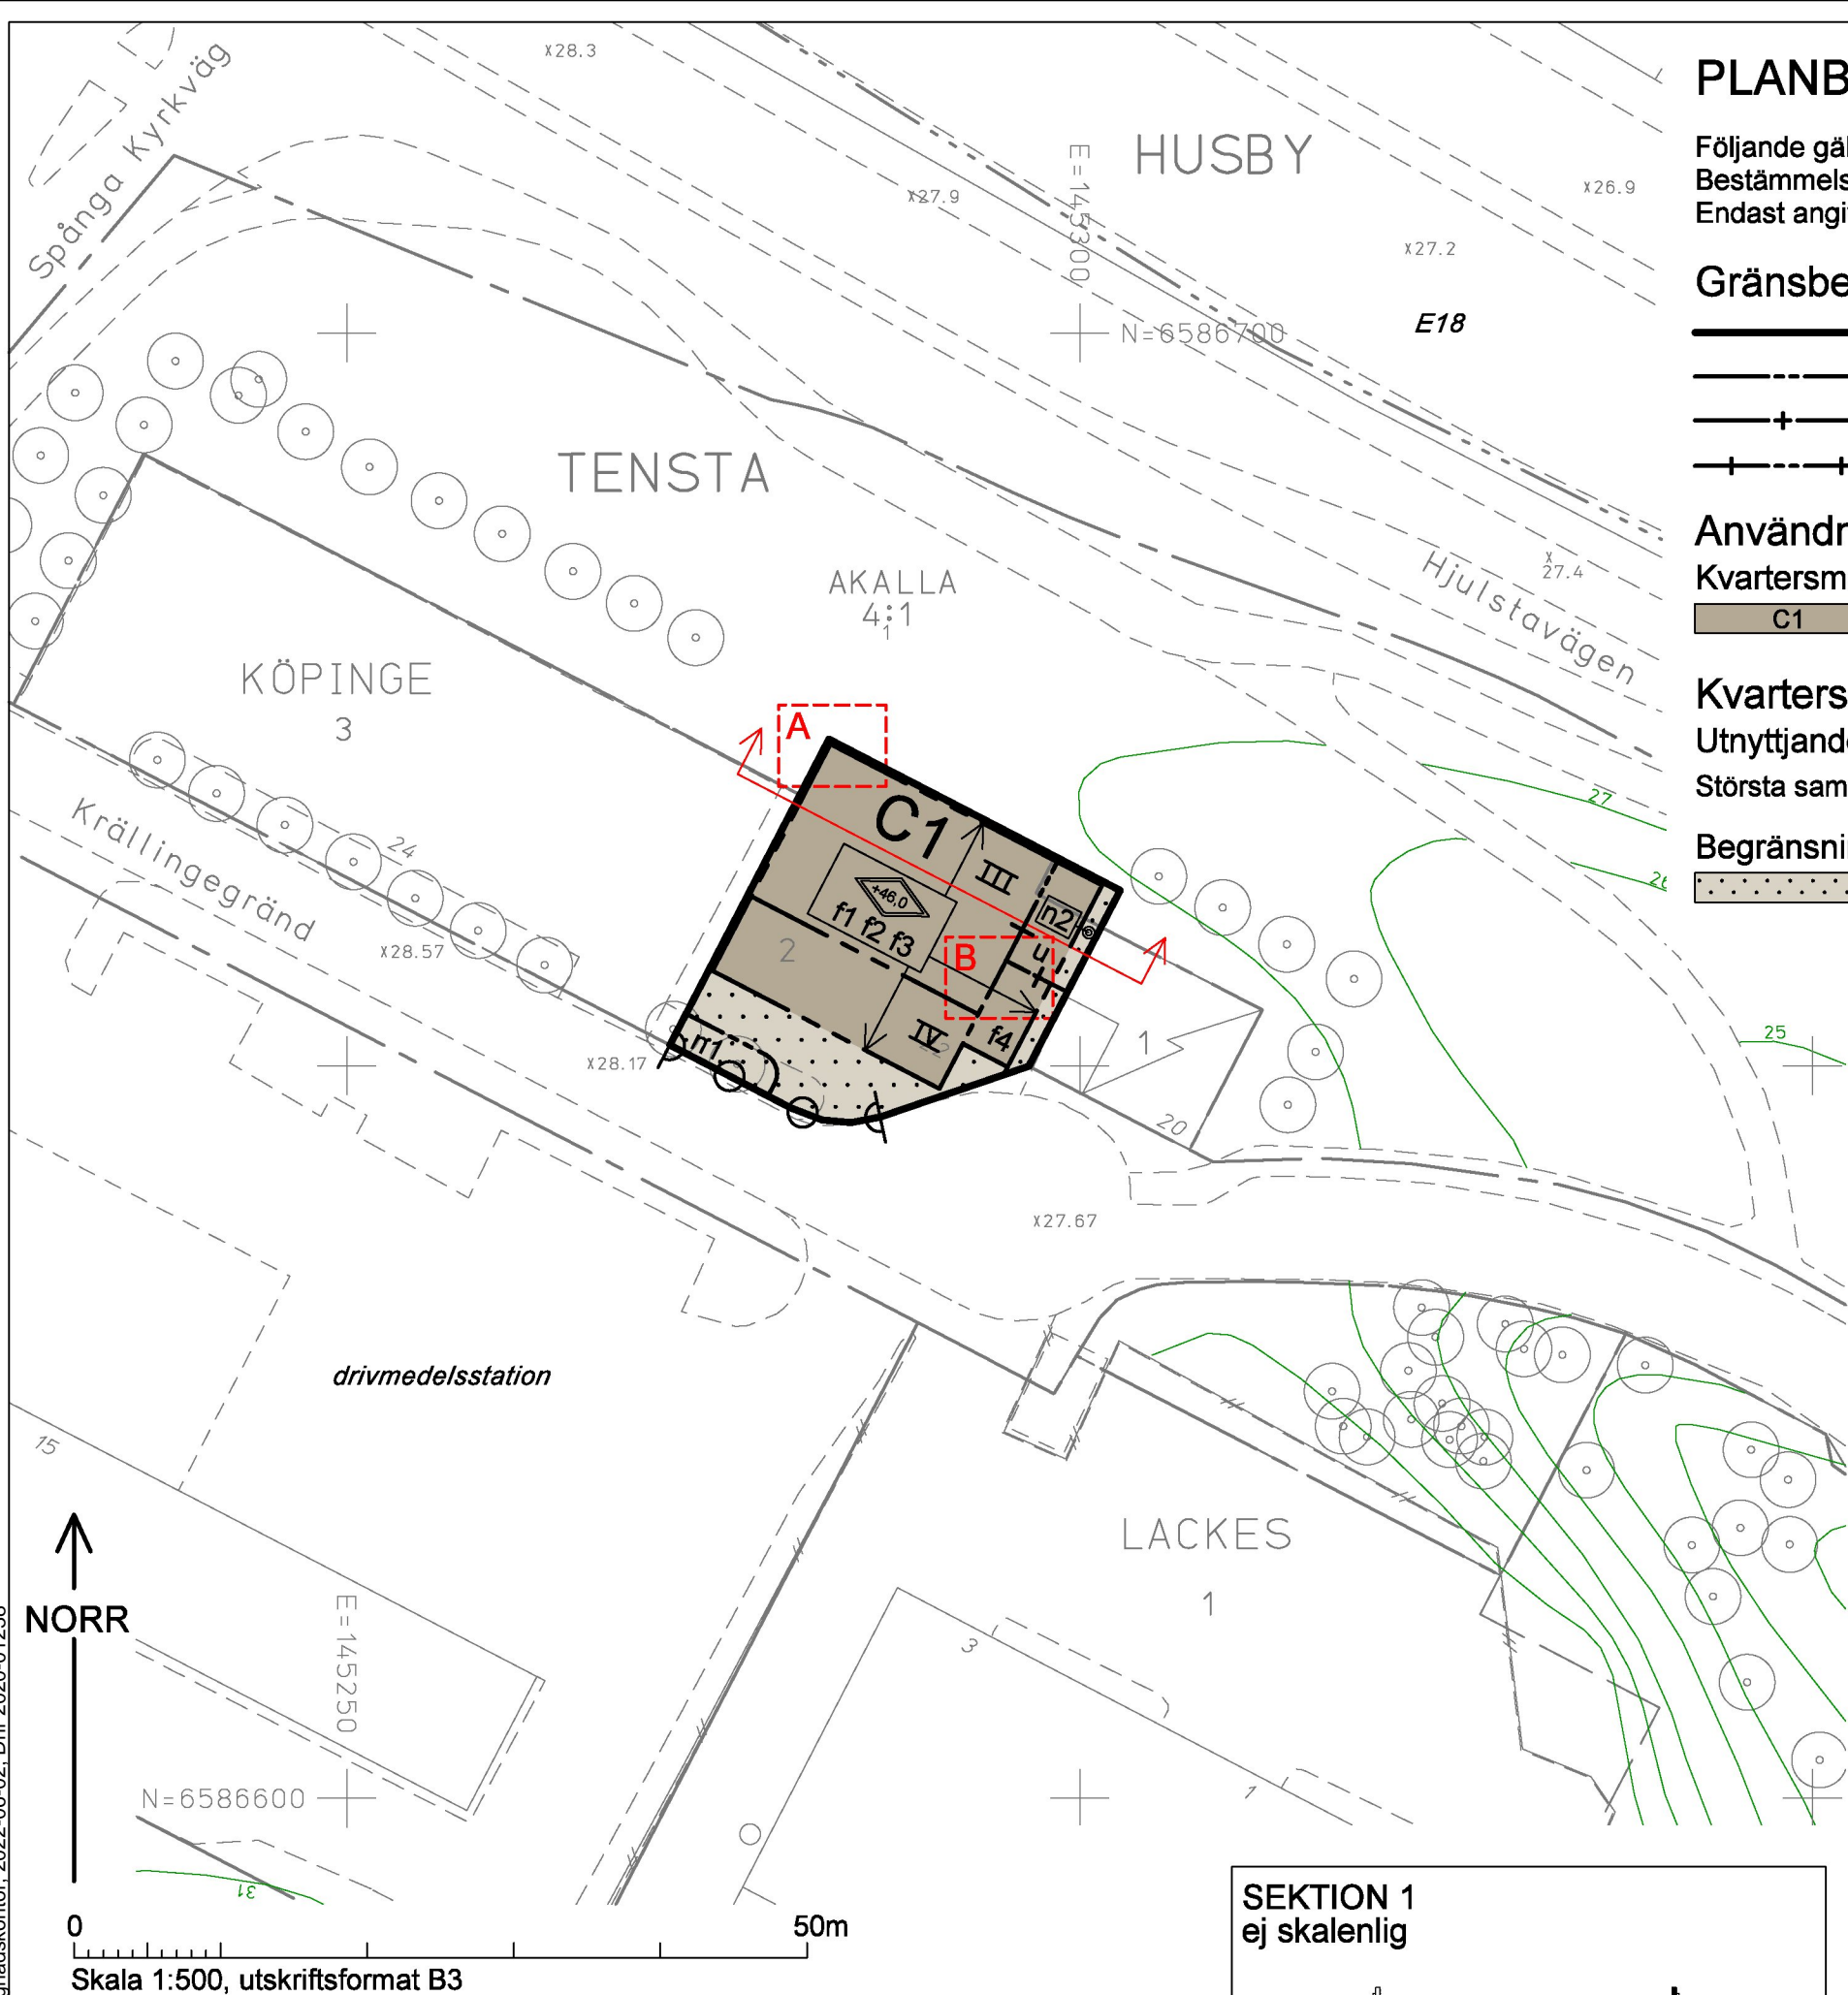 Spånga Kyrkväg
x28.3
HUSBY
E=145300
x27.9
x26.9
x27.2
N=6586700
E18
TENSTA
AKALLA
4:1
1
Hjulstavägen
x27.4
KÖPINGE
3
A
C1
III
+46,0
f1 f2 f3
n2
u
B
2
IV
f4
n1
Krällingegränd
24
x28.57
x28.17
1
20
27
25
x27.67
drivmedelsstation
15
LACKES
1
3
1
NORR
E=145250
N=6586600
31
0
50m
Skala 1:500, utskriftsformat B3
PLANB
Följande gäl
Bestämmels
Endast angi
Gränsbe
Användn
Kvartersm
C1
Kvarters
Utnyttjande
Största sam
Begränsni
SEKTION 1
ej skalenlig